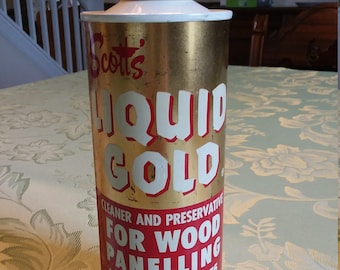 Scott's
LIQUID
GOLD
CLEANER AND PRESERVATIVE
FOR WOOD
PANELLING